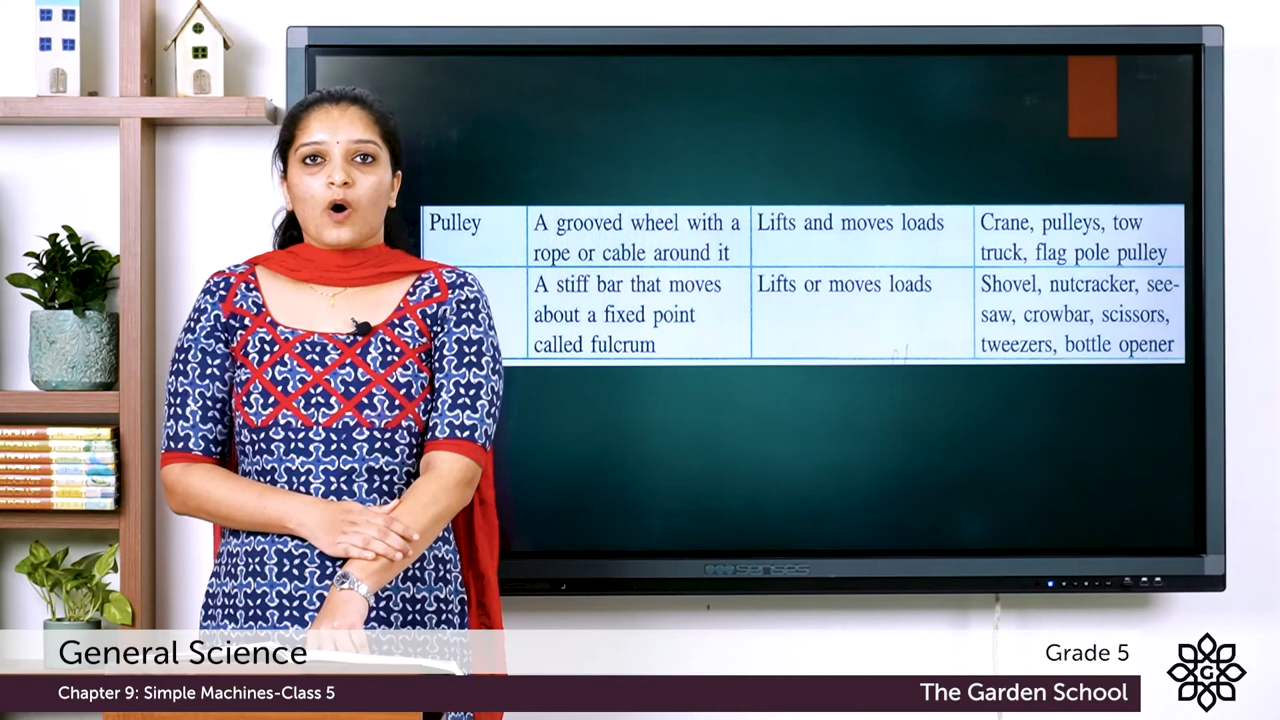 Pulley
A grooved wheel with a
rope or cable around it
Lifts and moves loads
Crane, pulleys, tow
truck, flag pole pulley
A stiff bar that moves
about a fixed point
called fulcrum
Lifts or moves loads
Shovel, nutcracker, see-
saw, crowbar, scissors,
tweezers, bottle opener
senses
General Science
Grade 5
Chapter 9: Simple Machines-Class 5
The Garden School
G